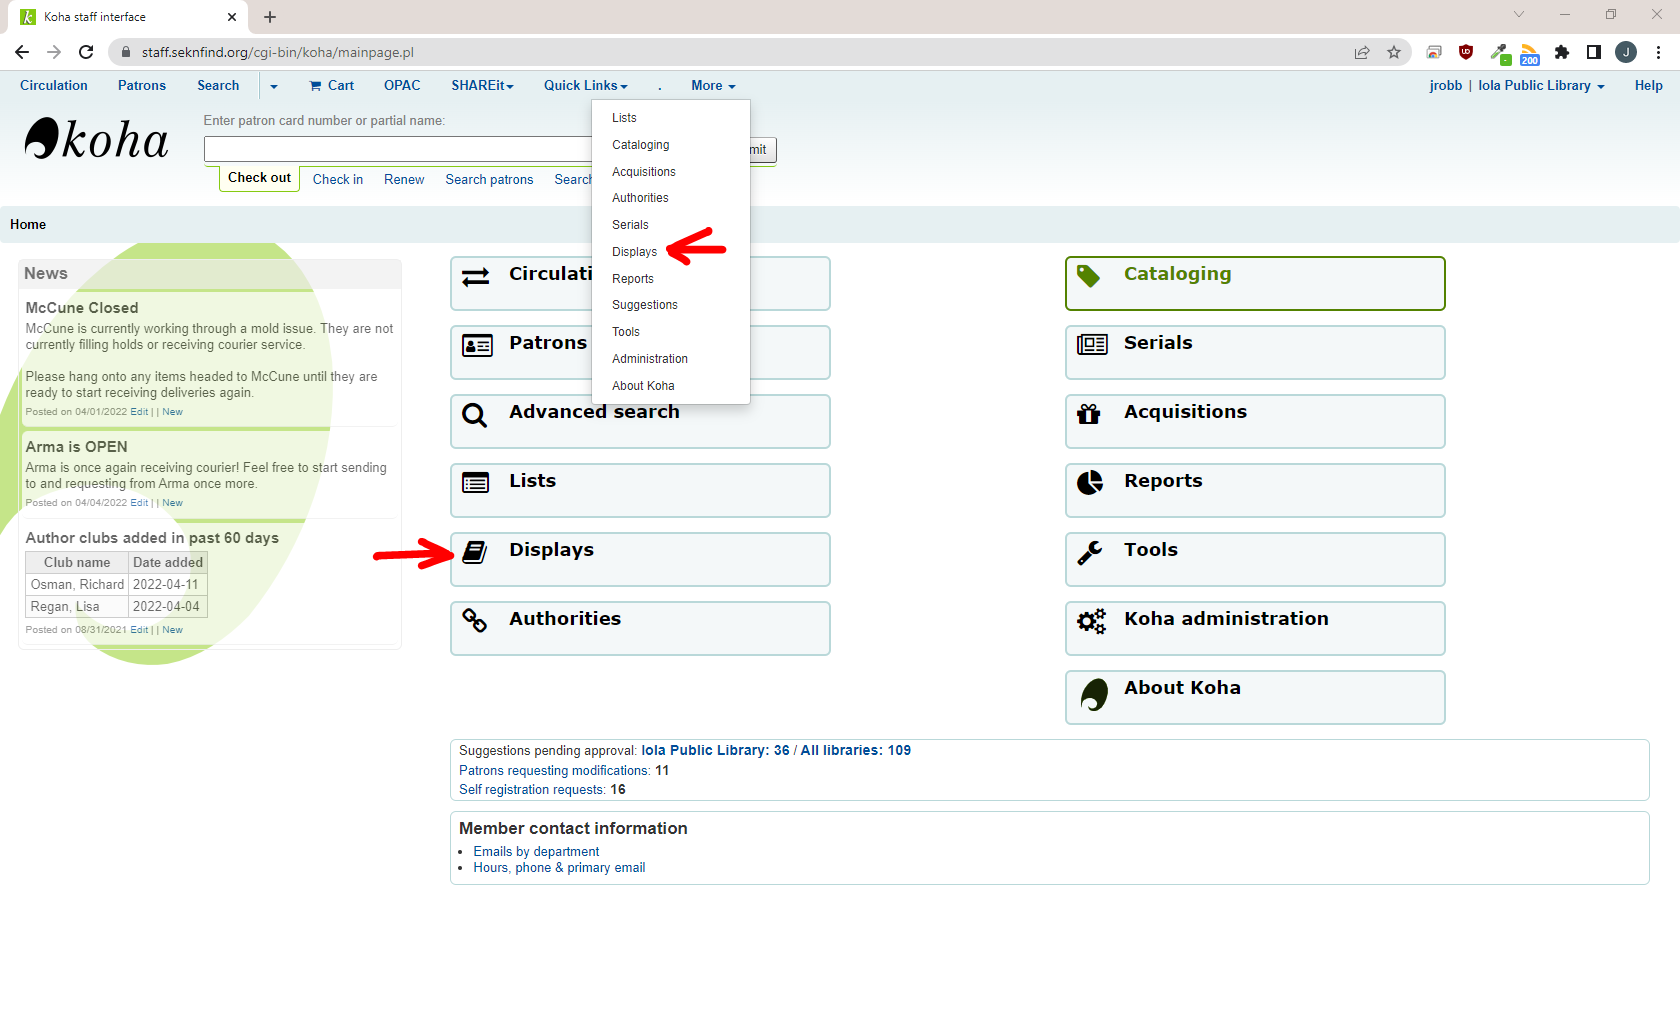 Koha staff interface
staff.seknfind.org/cgi-bin/koha/mainpage.pl
200
J
Circulation Patrons Search Cart OPAC SHAREit Quick Links . More jrobb | Iola Public Library Help
koha
Enter patron card number or partial name:
Check out Check in Renew Search patrons
Lists
Cataloging
Acquisitions
Authorities
Serials
Displays
Reports
Suggestions
Tools
Administration
About Koha
Home
News
McCune Closed
McCune is currently working through a mold issue. They are not
currently filling holds or receiving courier service.
Please hang onto any items headed to McCune until they are
ready to start receiving deliveries again.
Posted on 04/01/2022 Edit | | New
Arma is OPEN
Arma is once again receiving courier! Feel free to start sending
to and requesting from Arma once more.
Posted on 04/04/2022 Edit | | New
Author clubs added in past 60 days
Club name Date added
Osman, Richard 2022-04-11
Regan, Lisa 2022-04-04
Posted on 08/31/2021 Edit | | New
Patrons
Advanced search
Lists
Displays
Authorities
Cataloging
Serials
Acquisitions
Reports
Tools
Koha administration
About Koha
Suggestions pending approval: Iola Public Library: 36 / All libraries: 109
Patrons requesting modifications: 11
Self registration requests: 16
Member contact information
Emails by department
Hours, phone & primary email